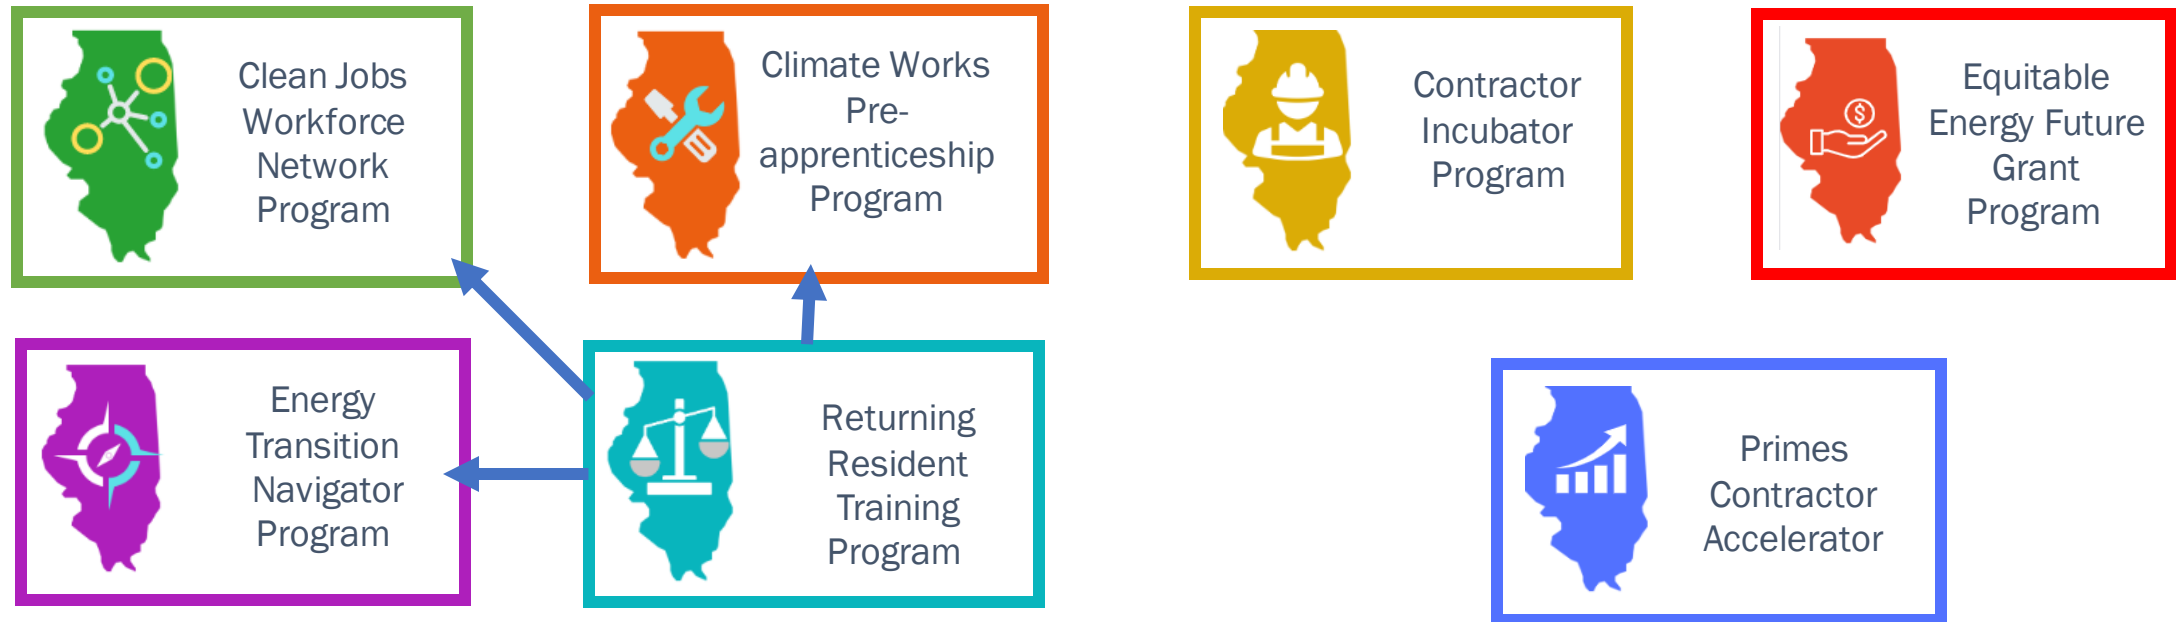 Clean Jobs
Workforce
Network
Program
Climate Works
Pre-
apprenticeship
Program
Contractor
Incubator
Program
Equitable
Energy Future
Grant
Program
$
Energy
Transition
Navigator
Program
Returning
Resident
Training
Program
Primes
Contractor
Accelerator